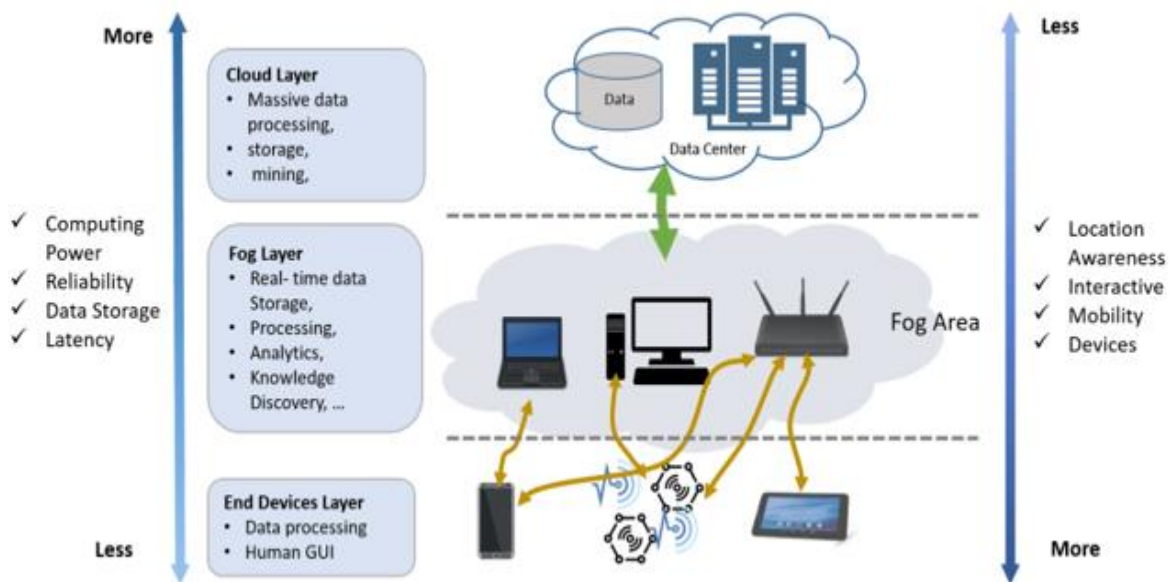 More
✓ Computing
Power
✓ Reliability
✓ Data Storage
✓ Latency
Less
Cloud Layer
• Massive data
processing,
• storage,
• mining,
Fog Layer
• Real- time data
Storage,
• Processing,
• Analytics,
• Knowledge
Discovery, ...
End Devices Layer
• Data processing
• Human GUI
Data
Data Center
Fog Area
Less
✓ Location
Awareness
✓ Interactive
✓ Mobility
✓ Devices
More